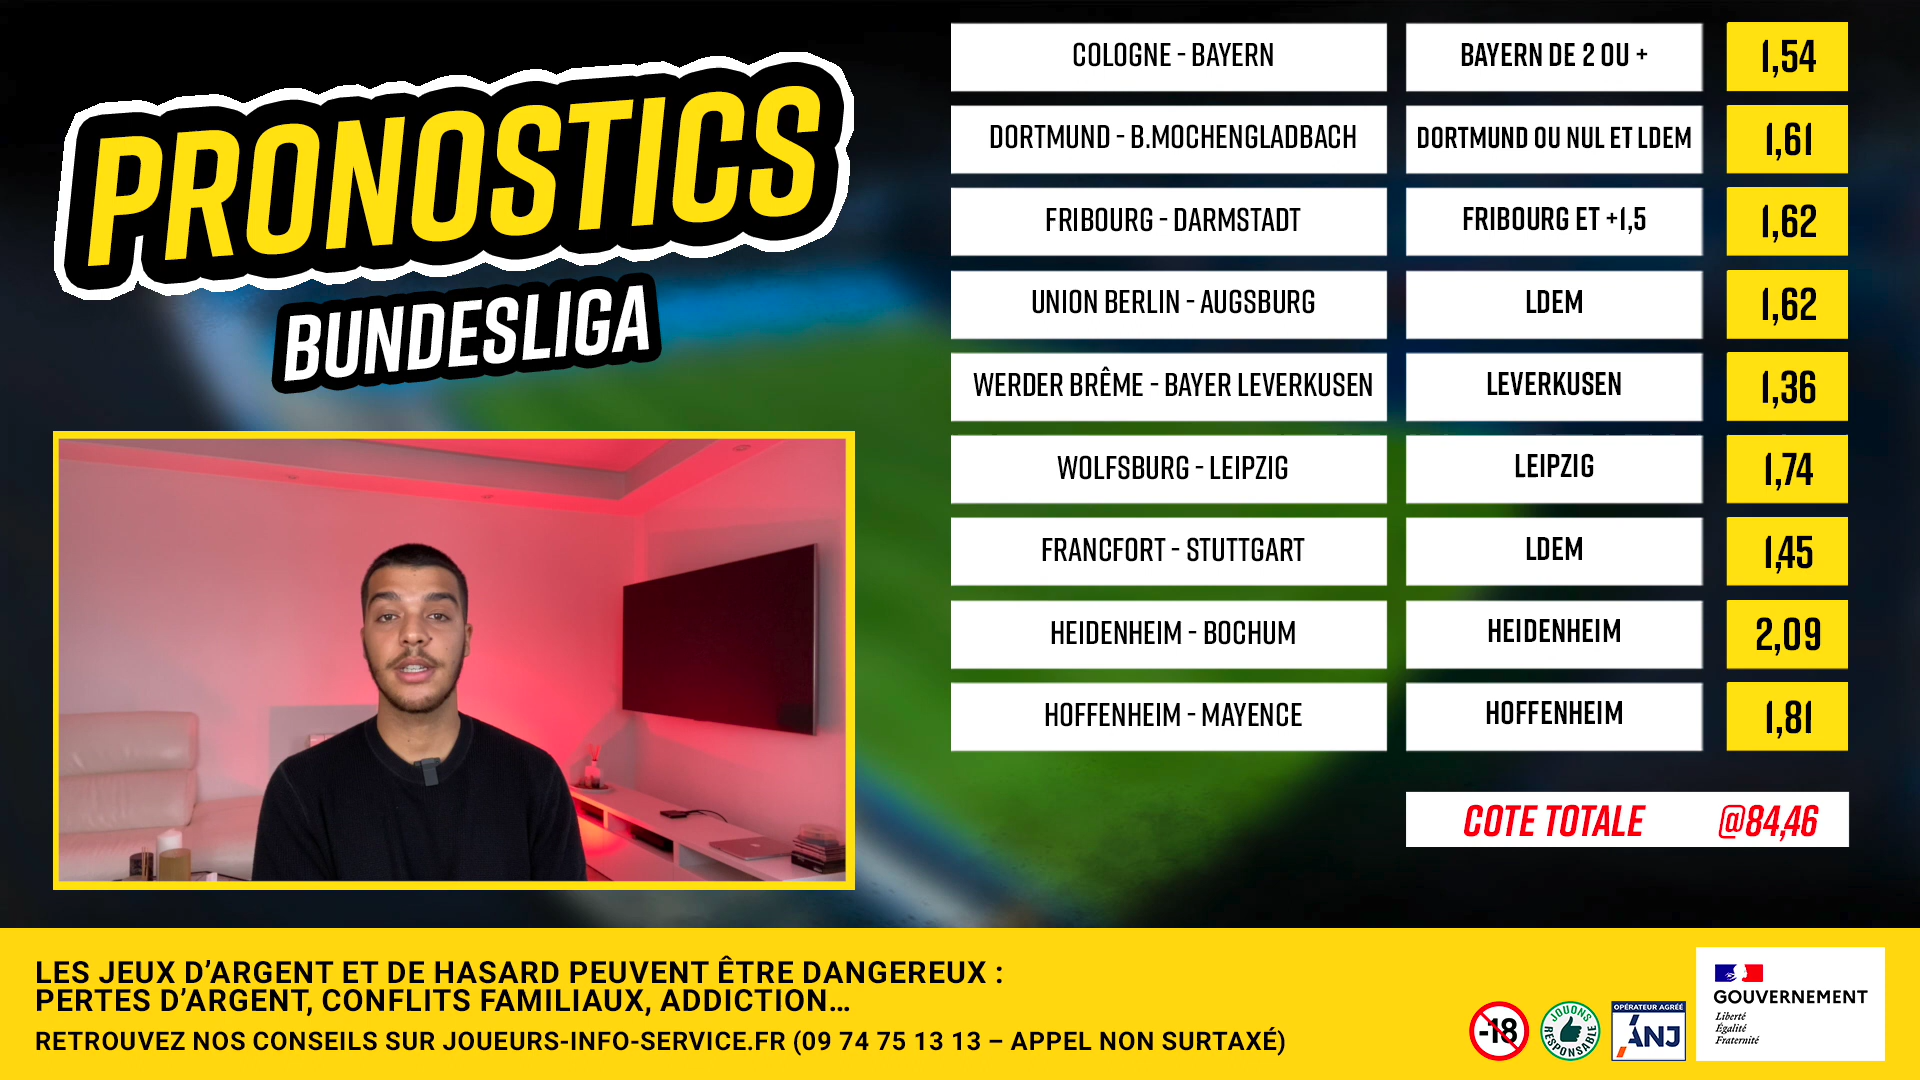 PRONOSTICS
BUNDESLIGA
COLOGNE - BAYERN
BAYERN DE 2 OU +
1,54
DORTMUND - B.MOCHENGLADBACH
DORTMUND OU NUL ET LDEM
1,61
FRIBOURG - DARMSTADT
FRIBOURG ET +1,5
1,62
UNION BERLIN - AUGSBURG
LDEM
1,62
WERDER BRÊME - BAYER LEVERKUSEN
LEVERKUSEN
1,36
WOLFSBURG - LEIPZIG
LEIPZIG
1,74
FRANCFORT - STUTTGART
LDEM
1,45
HEIDENHEIM - BOCHUM
HEIDENHEIM
2,09
HOFFENHEIM - MAYENCE
HOFFENHEIM
1,81
COTE TOTALE @84,46
LES JEUX D’ARGENT ET DE HASARD PEUVENT ÊTRE DANGEREUX :
PERTES D’ARGENT, CONFLITS FAMILIAUX, ADDICTION…
RETROUVEZ NOS CONSEILS SUR JOUEURS-INFO-SERVICE.FR (09 74 75 13 13 – APPEL NON SURTAXÉ)
-18
JOUONS
RESPONSABLE
OPÉRATEUR AGRÉÉ
ANJ
GOUVERNEMENT
Liberté
Égalité
Fraternité